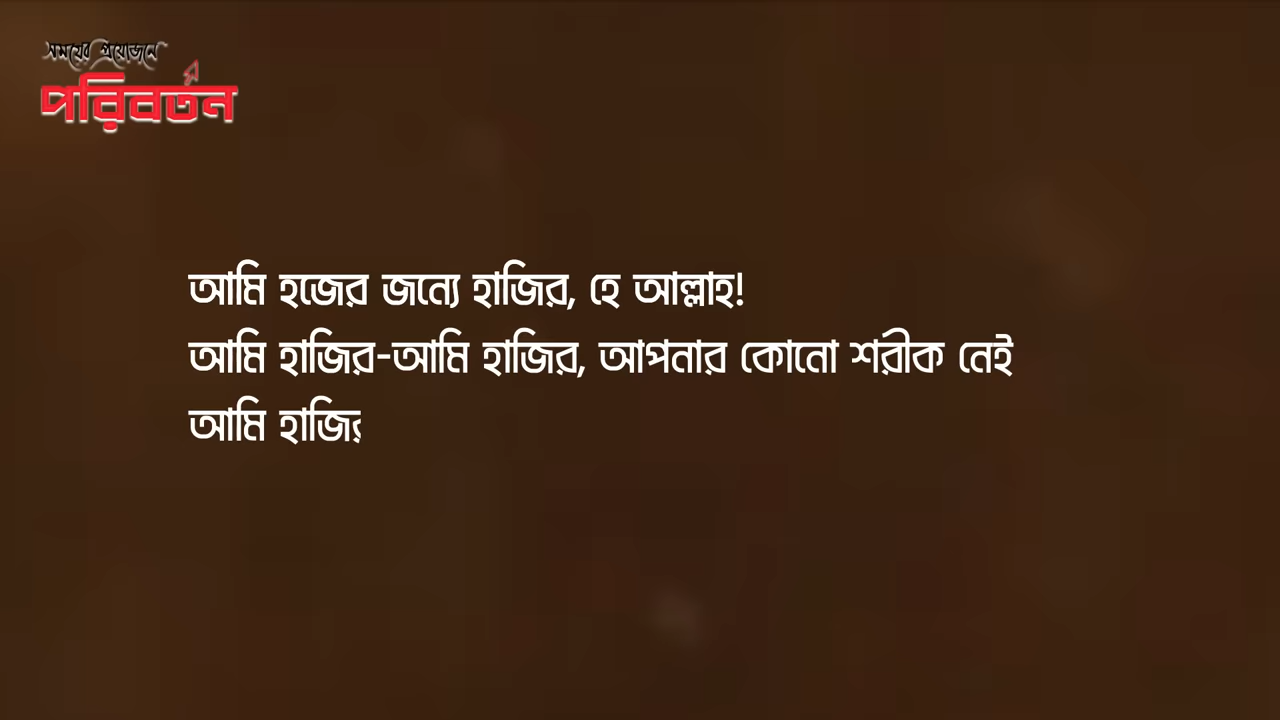 সময়ের প্রয়োজনে
পরিবর্তন
আমি হজের জন্যে হাজির, হে আল্লাহ!
আমি হাজির-আমি হাজির, আপনার কোনো শরীক নেই
আমি হাজি